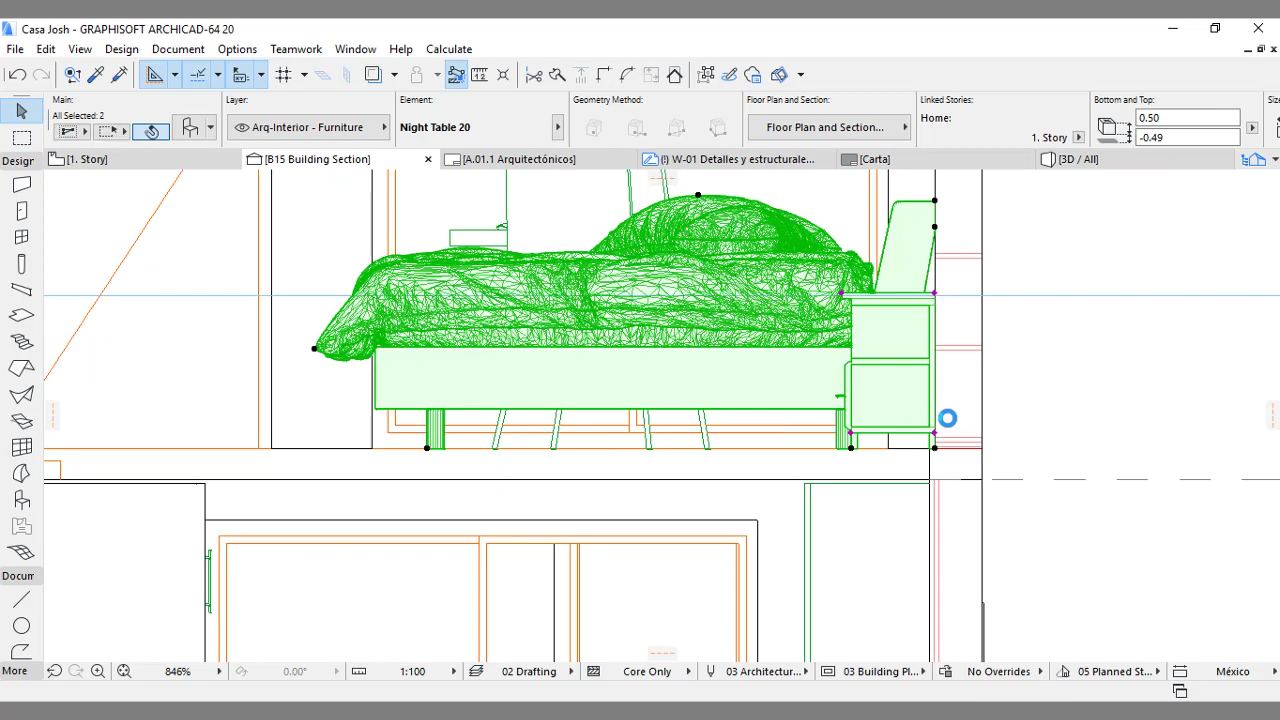 Casa Josh - GRAPHISOFT ARCHICAD-64 20
File Edit View Design Document Options Teamwork Window Help Calculate
Main:
All Selected: 2
Layer:
Arq-Interior - Furniture
Element:
Night Table 20
Geometry Method:
Floor Plan and Section:
Floor Plan and Section...
Linked Stories:
Home:
1. Story
Bottom and Top:
0.50
-0.49
Design
[1. Story]
[B15 Building Section]
[A.01.1 Arquitectónicos]
(!) W-01 Detalles y estructurale...
[Carta]
[3D / All]
Docum
More
846%
0.00°
1:100
02 Drafting
Core Only
03 Architectur...
03 Building Pl...
No Overrides
05 Planned St...
México